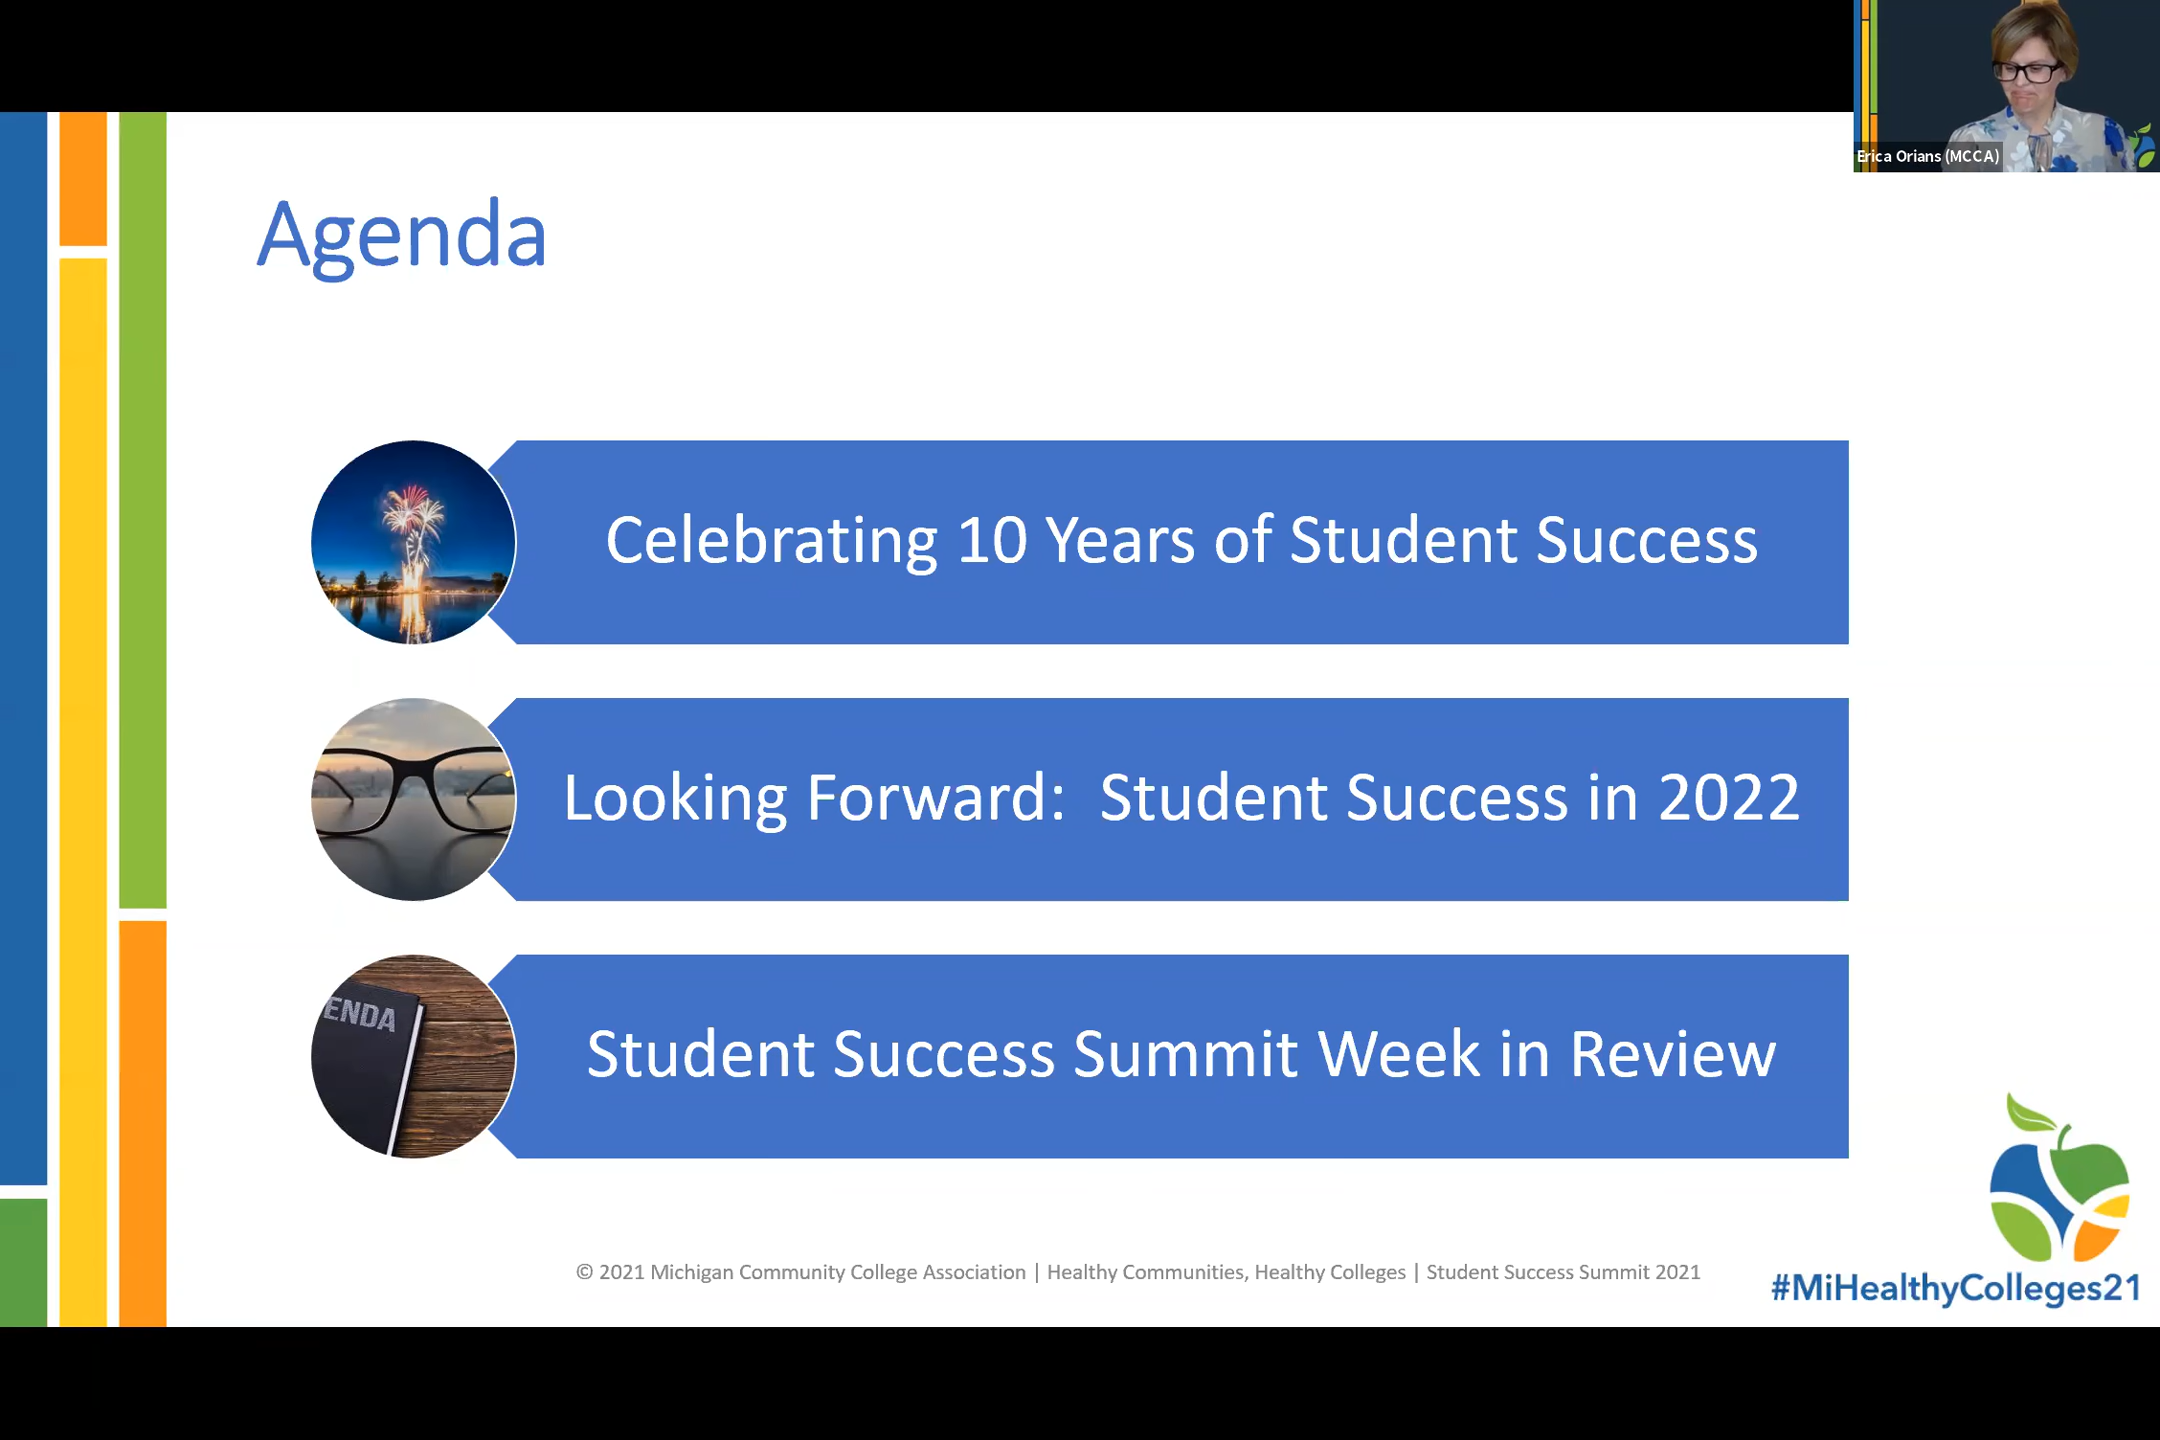 Erica Orians (MCCA)
Agenda
Celebrating 10 Years of Student Success
Looking Forward:  Student Success in 2022
ENDA
Student Success Summit Week in Review
© 2021 Michigan Community College Association | Healthy Communities, Healthy Colleges | Student Success Summit 2021
#MiHealthyColleges21